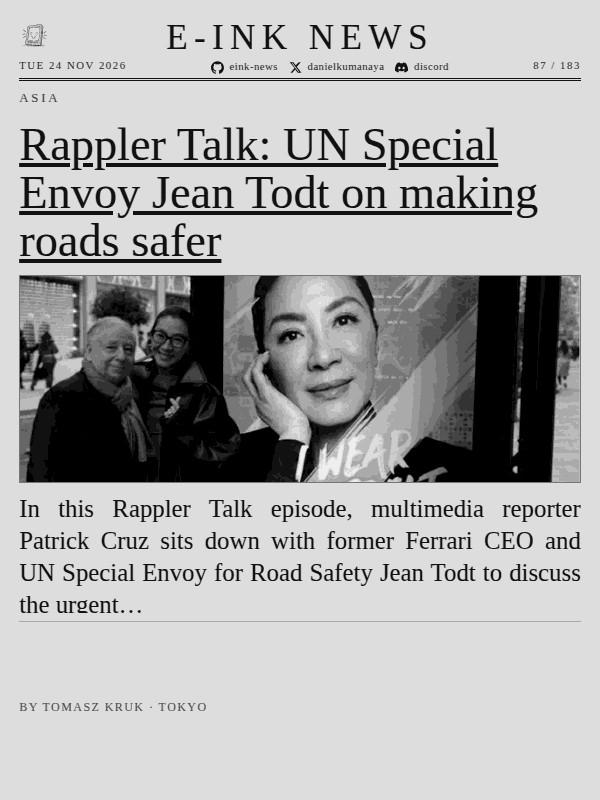 E-INK NEWS
TUE 24 NOV 2026
eink-news danielkumanaya discord
87 / 183
ASIA
Rappler Talk: UN Special
Envoy Jean Todt on making
roads safer
WEAR
In this Rappler Talk episode, multimedia reporter
Patrick Cruz sits down with former Ferrari CEO and
UN Special Envoy for Road Safety Jean Todt to discuss
the urgent…
BY TOMASZ KRUK · TOKYO